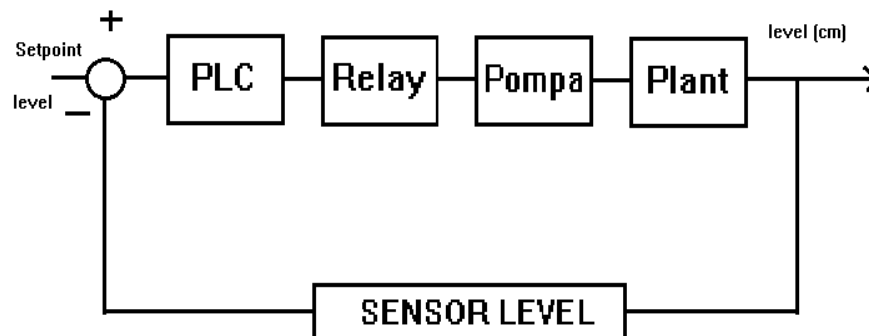 +
Setpoint
level
−
PLC
Relay
Pompa
Plant
level (cm)
SENSOR LEVEL